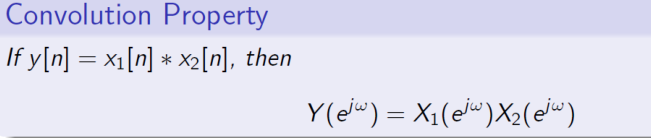 Convolution Property
If y[n] = x₁[n] ∗ x₂[n], then
Y(e^{jω}) = X₁(e^{jω})X₂(e^{jω})